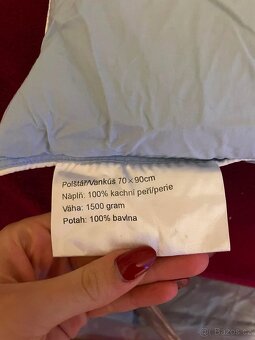 Polštář/Vankúš 70 x 90cm
Náplň: 100% kachní peří/perie
Váha: 1500 gram
Potah: 100% bavlna